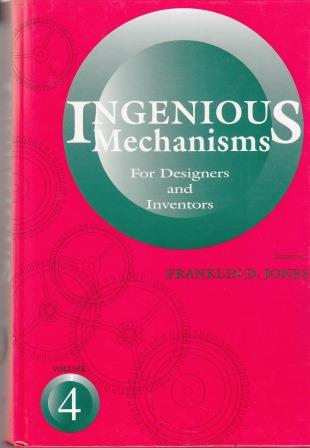 INGENIOUS
Mechanisms
For Designers
and
Inventors
FRANKLIN D. JONES
VOLUME
4